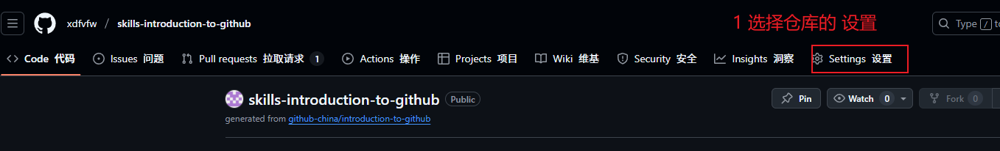 xdfvfw / skills-introduction-to-github
1 选择仓库的 设置
Type / to
Code 代码 Issues 问题 Pull requests 拉取请求 1 Actions 操作 Projects 项目 Wiki 维基 Security 安全 Insights 洞察 Settings 设置
skills-introduction-to-github Public
Pin Watch 0 Fork 0
generated from github-china/introduction-to-github